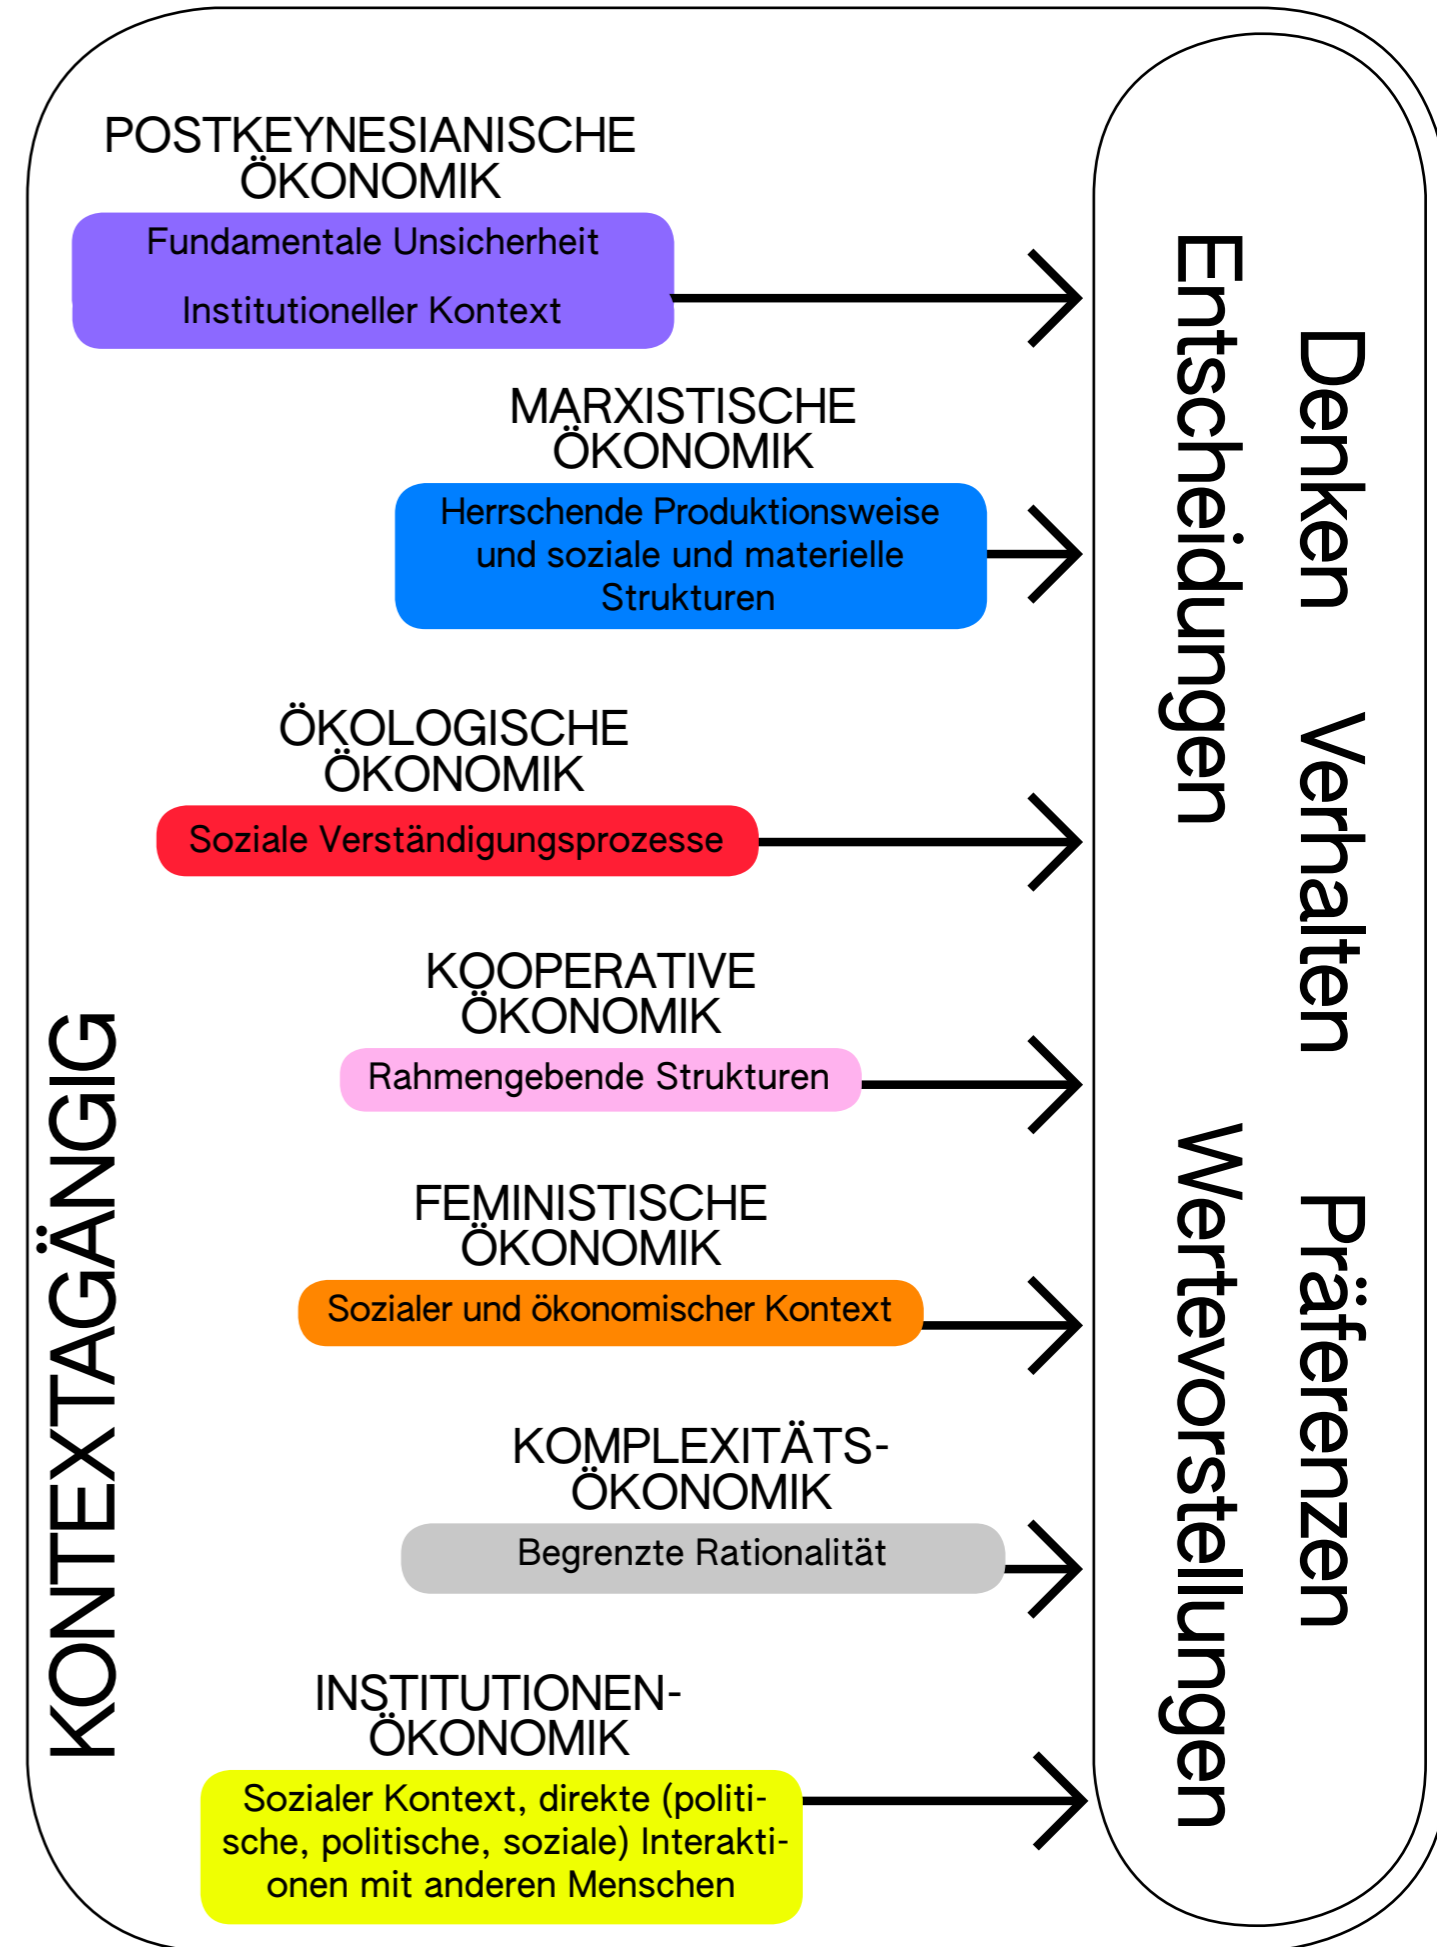 POSTKEYNESIANISCHE
ÖKONOMIK
Fundamentale Unsicherheit
Institutioneller Kontext
MARXISTISCHE
ÖKONOMIK
Herrschende Produktionsweise
und soziale und materielle
Strukturen
ÖKOLOGISCHE
ÖKONOMIK
Soziale Verständigungsprozesse
KOOPERATIVE
ÖKONOMIK
Rahmengebende Strukturen
FEMINISTISCHE
ÖKONOMIK
Sozialer und ökonomischer Kontext
KOMPLEXITÄTS-
ÖKONOMIK
Begrenzte Rationalität
INSTITUTIONEN-
ÖKONOMIK
Sozialer Kontext, direkte (politi-
sche, politische, soziale) Interakti-
onen mit anderen Menschen
KONTEXTAGÄNGIG
Denken Verhalten Präferenzen
Entscheidungen Wertevorstellungen